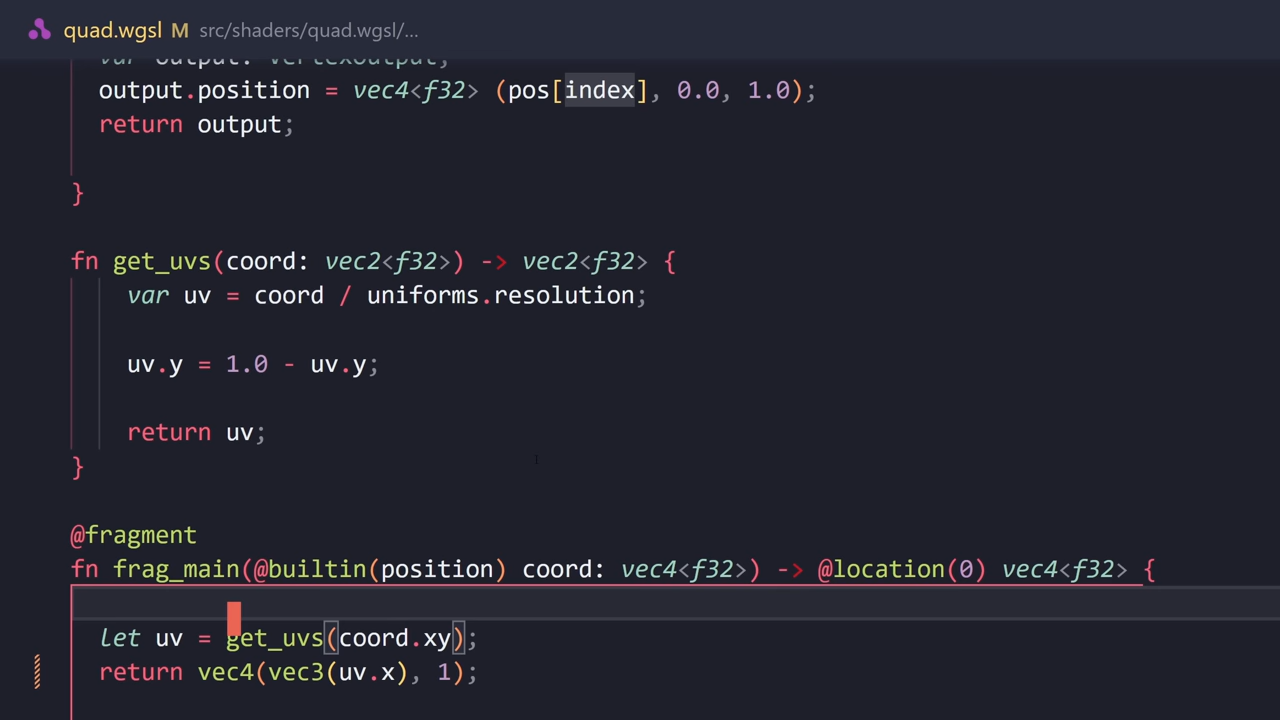 quad.wgsl M src/shaders/quad.wgsl/...
var output: VertexOutput;
output.position = vec4<f32> (pos[index], 0.0, 1.0);
return output;
}
fn get_uvs(coord: vec2<f32>) -> vec2<f32> {
var uv = coord / uniforms.resolution;
uv.y = 1.0 - uv.y;
return uv;
}
@fragment
fn frag_main(@builtin(position) coord: vec4<f32>) -> @location(0) vec4<f32> {
let uv = get_uvs(coord.xy);
return vec4(vec3(uv.x), 1);